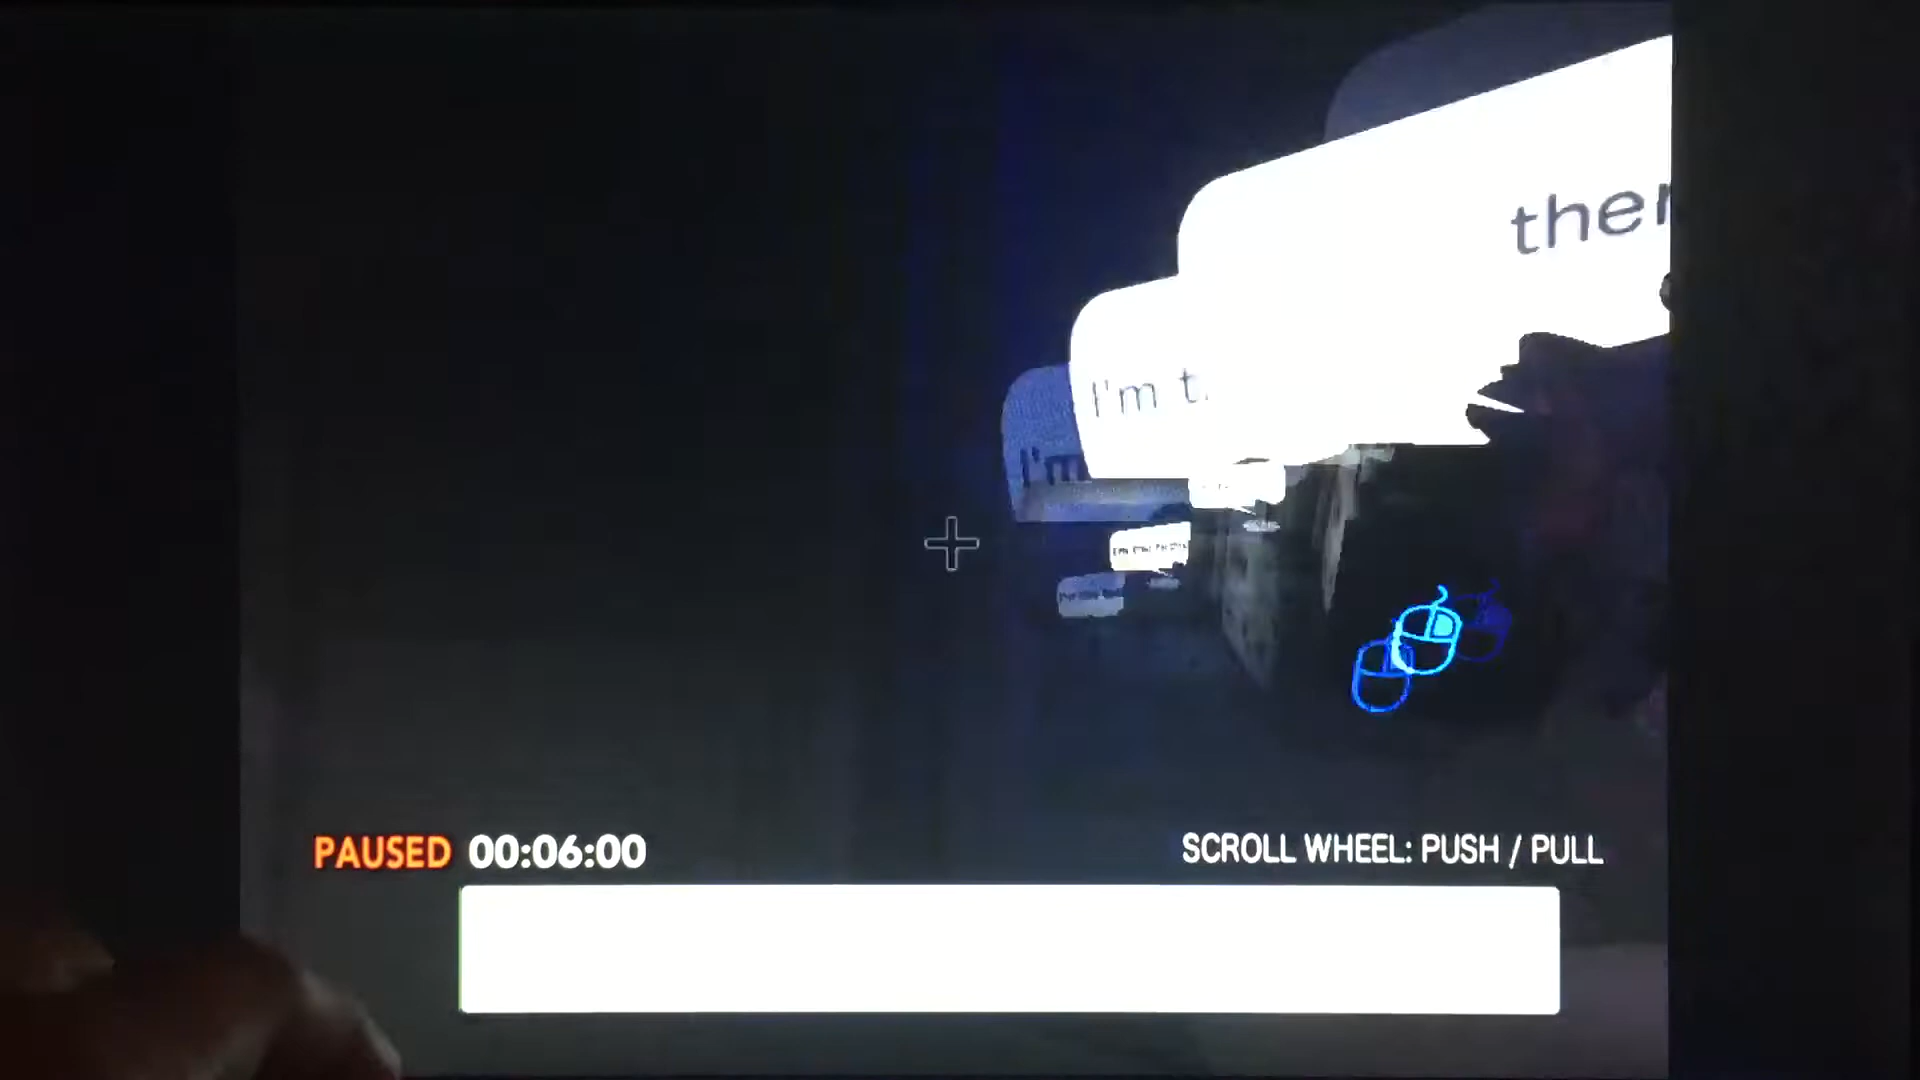 ther
I'm t
I'm
PAUSED 00:06:00
SCROLL WHEEL: PUSH / PULL